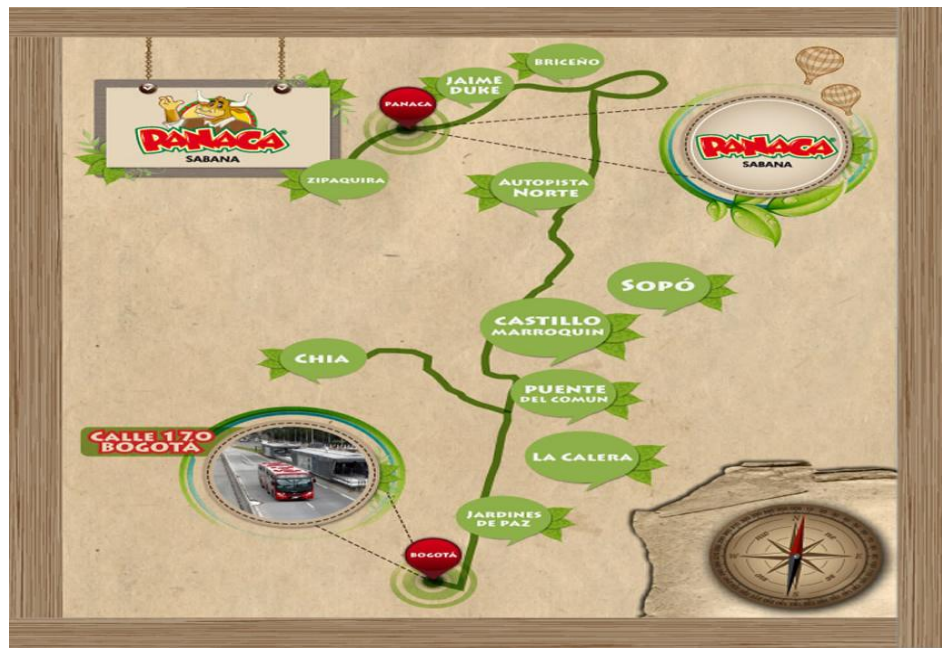 BRICEÑO
JAIME
DUKE
PANACA
PANACA
SABANA
PANACA
SABANA
ZIPAQUIRA
AUTOPISTA
NORTE
SOPÓ
CASTILLO
MARROQUIN
CHIA
PUENTE
DEL COMUN
CALLE 170
BOGOTÁ
LA CALERA
JARDINES
DE PAZ
BOGOTÁ